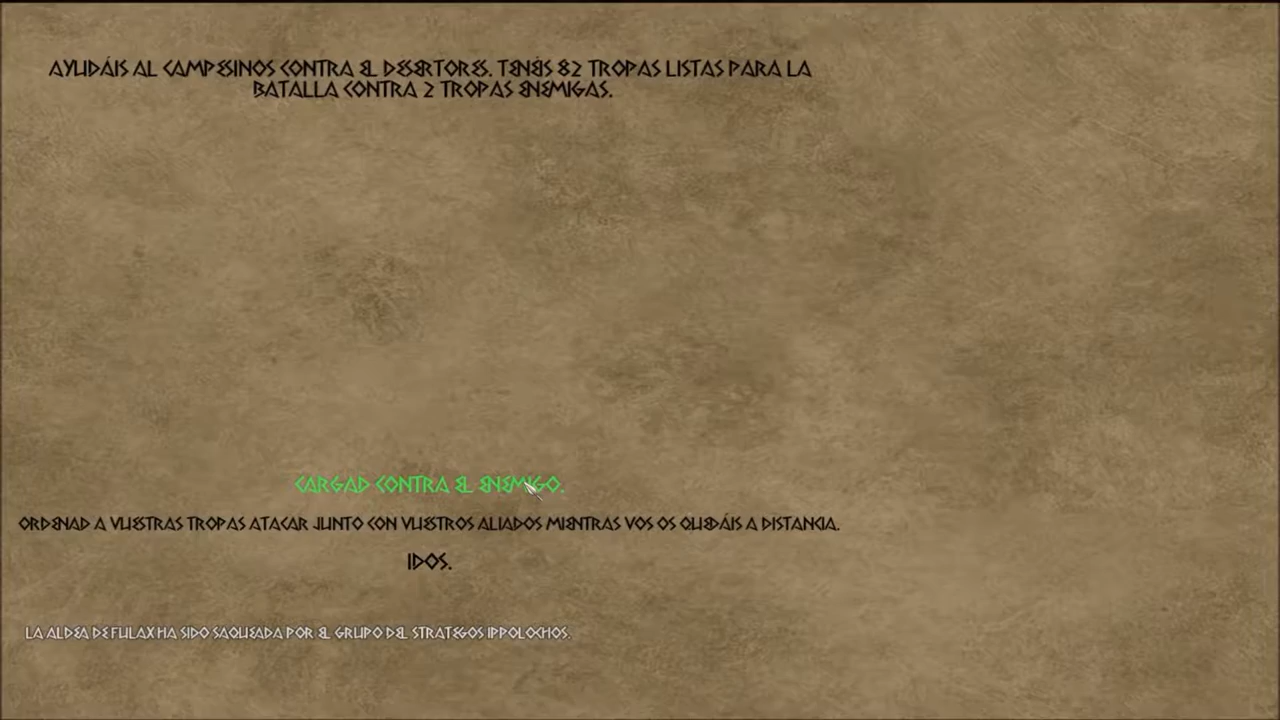 AYUDÁIS AL CAMPESINOS CONTRA EL DESERTORES. TENÉIS 82 TROPAS LISTAS PARA LA
BATALLA CONTRA 2 TROPAS ENEMIGAS.
CARGAD CONTRA EL ENEMIGO.
ORDENAD A VUESTRAS TROPAS ATACAR JUNTO CON VUESTROS ALIADOS MIENTRAS VOS OS QUEDÁIS A DISTANCIA.
IDOS.
LA ALDEA DE FULAX HA SIDO SAQUEADA POR EL GRUPO DEL STRATEGOS IPPOLOCHOS.